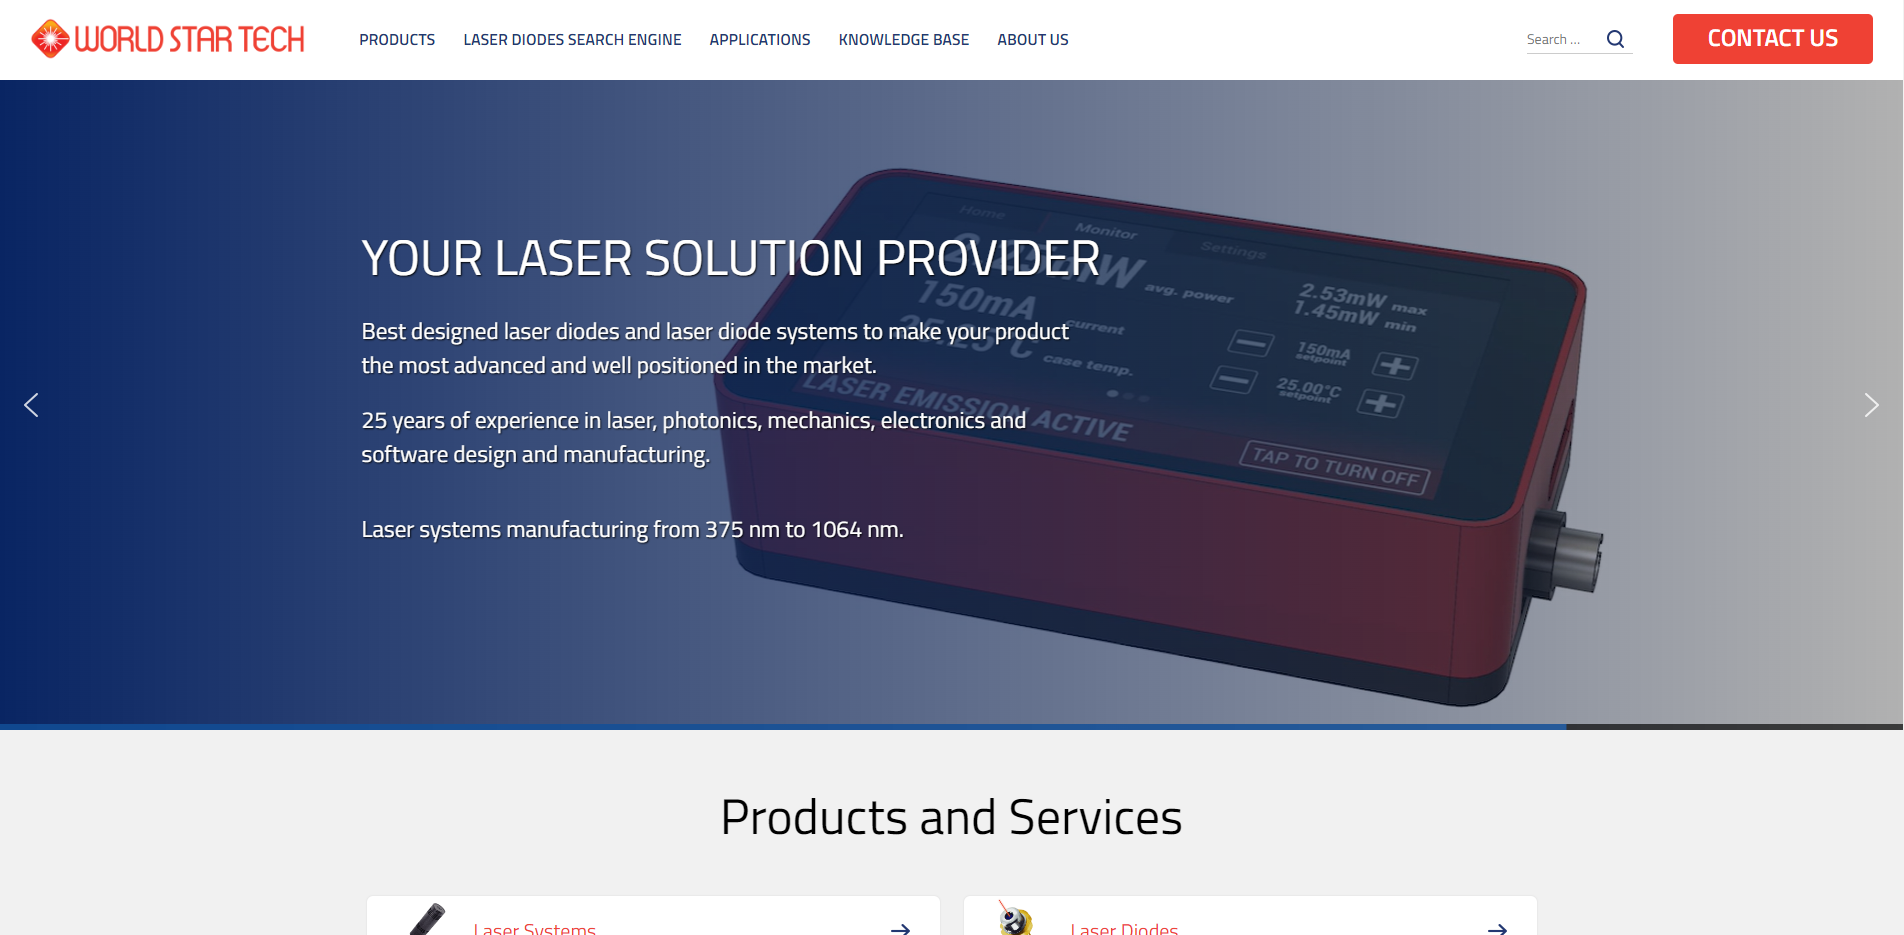 WORLD STAR TECH
PRODUCTS
LASER DIODES SEARCH ENGINE
APPLICATIONS
KNOWLEDGE BASE
ABOUT US
Search ...
CONTACT US
YOUR LASER SOLUTION PROVIDER
Best designed laser diodes and laser diode systems to make your product
the most advanced and well positioned in the market.
25 years of experience in laser, photonics, mechanics, electronics and
software design and manufacturing.
Laser systems manufacturing from 375 nm to 1064 nm.
Home
Monitor
Settings
2.25mW avg. power
2.53mW max
1.45mW min
150mA current
25.25°C case temp.
150mA
setpoint
25.00°C
setpoint
LASER EMISSION ACTIVE
TAP TO TURN OFF
Products and Services
Laser Systems
Laser Diodes